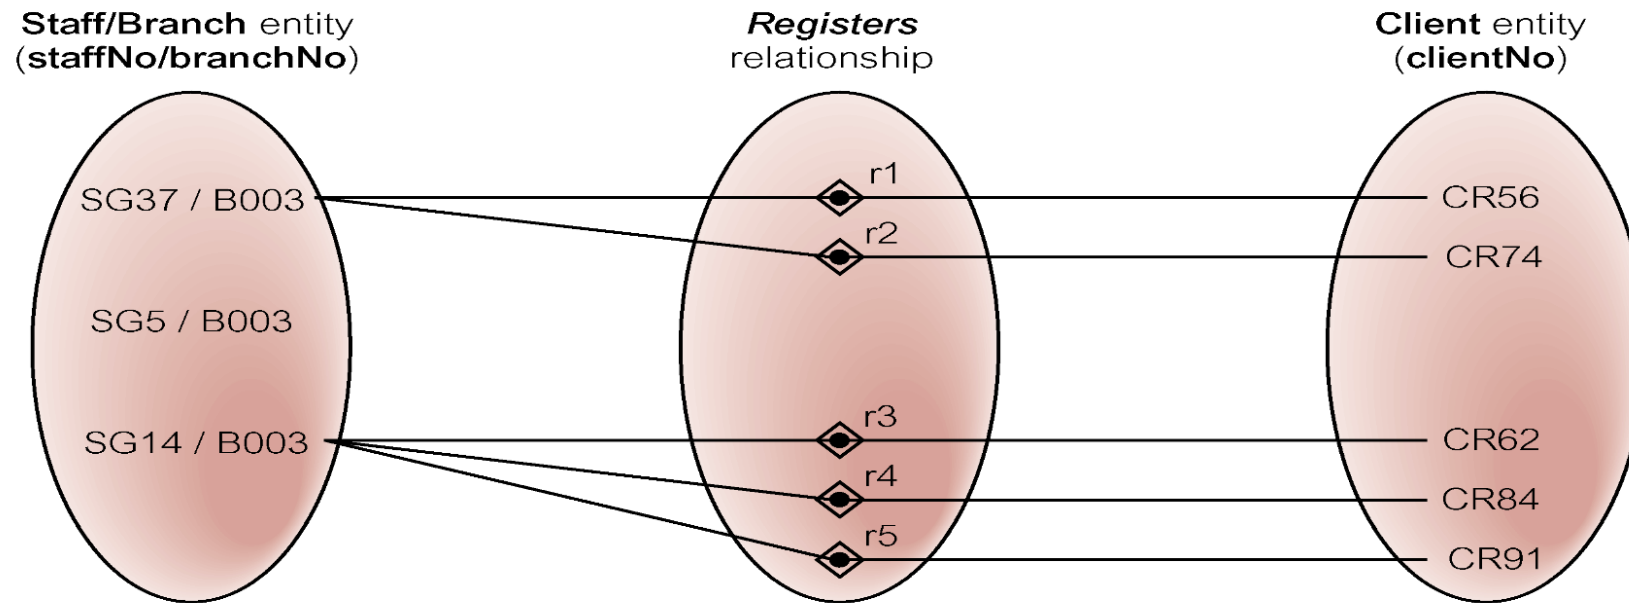 Staff/Branch entity
(staffNo/branchNo)
Registers
relationship
Client entity
(clientNo)
SG37 / B003
r1
CR56
r2
CR74
SG5 / B003
SG14 / B003
r3
CR62
r4
CR84
r5
CR91